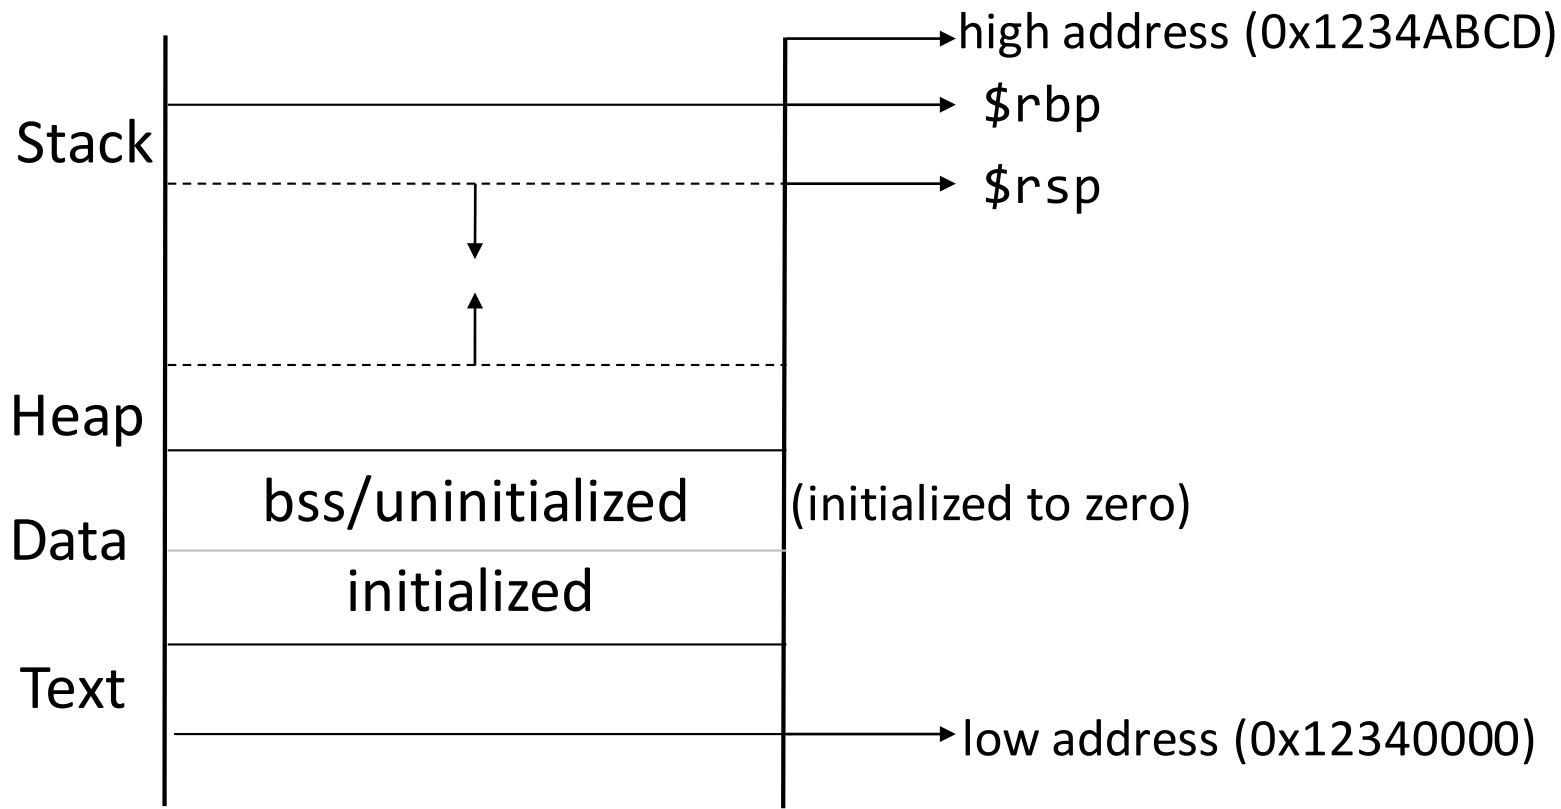 high address (0x1234ABCD)
$rbp
Stack
$rsp
Heap
bss/uninitialized
(initialized to zero)
Data
initialized
Text
low address (0x12340000)